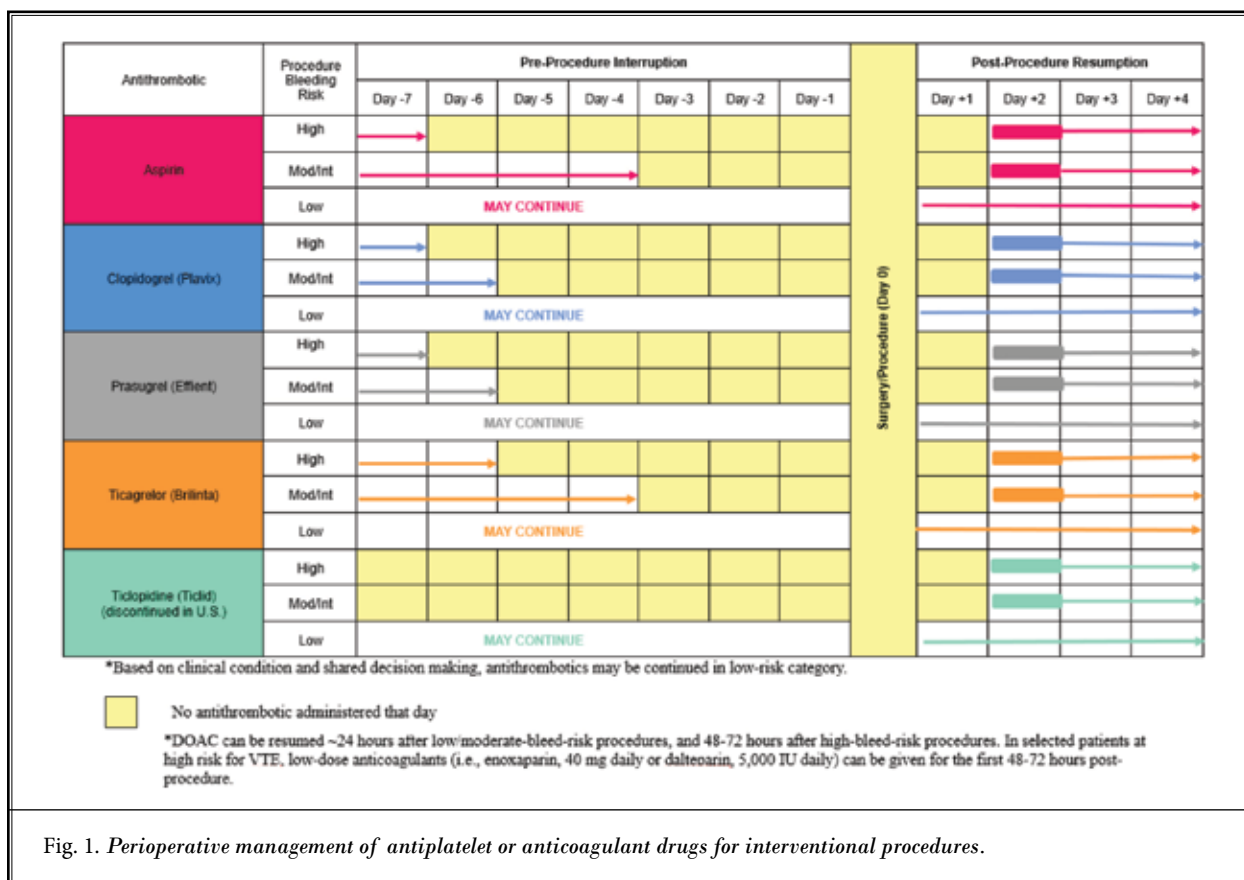 Antithrombotic
Procedure
Bleeding
Risk
Pre-Procedure Interruption
Post-Procedure Resumption
Day -7 Day -6 Day -5 Day -4 Day -3 Day -2 Day -1 Day +1 Day +2 Day +3 Day +4
Surgery/Procedure (Day 0)
Aspirin
High
Mod/Int
Low MAY CONTINUE
Clopidogrel (Plavix)
High
Mod/Int
Low MAY CONTINUE
Prasugrel (Effient)
High
Mod/Int
Low MAY CONTINUE
Ticagrelor (Brilinta)
High
Mod/Int
Low MAY CONTINUE
Ticlopidine (Ticlid)
(discontinued in U.S.)
High
Mod/Int
Low MAY CONTINUE
*Based on clinical condition and shared decision making, antithrombotics may be continued in low-risk category.
No antithrombotic administered that day
*DOAC can be resumed ~24 hours after low/moderate-bleed-risk procedures, and 48-72 hours after high-bleed-risk procedures. In selected patients at
high risk for VTE, low-dose anticoagulants (i.e., enoxaparin, 40 mg daily or dalteparin, 5,000 IU daily) can be given for the first 48-72 hours post-
procedure.
Fig. 1. Perioperative management of antiplatelet or anticoagulant drugs for interventional procedures.